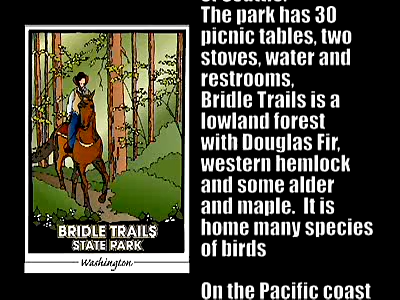 The park has 30
picnic tables, two
stoves, water and
restrooms,
Bridle Trails is a
lowland forest
with Douglas Fir,
western hemlock
and some alder
and maple.  It is
home many species
of birds
On the Pacific coast
BRIDLE TRAILS
STATE PARK
Washington